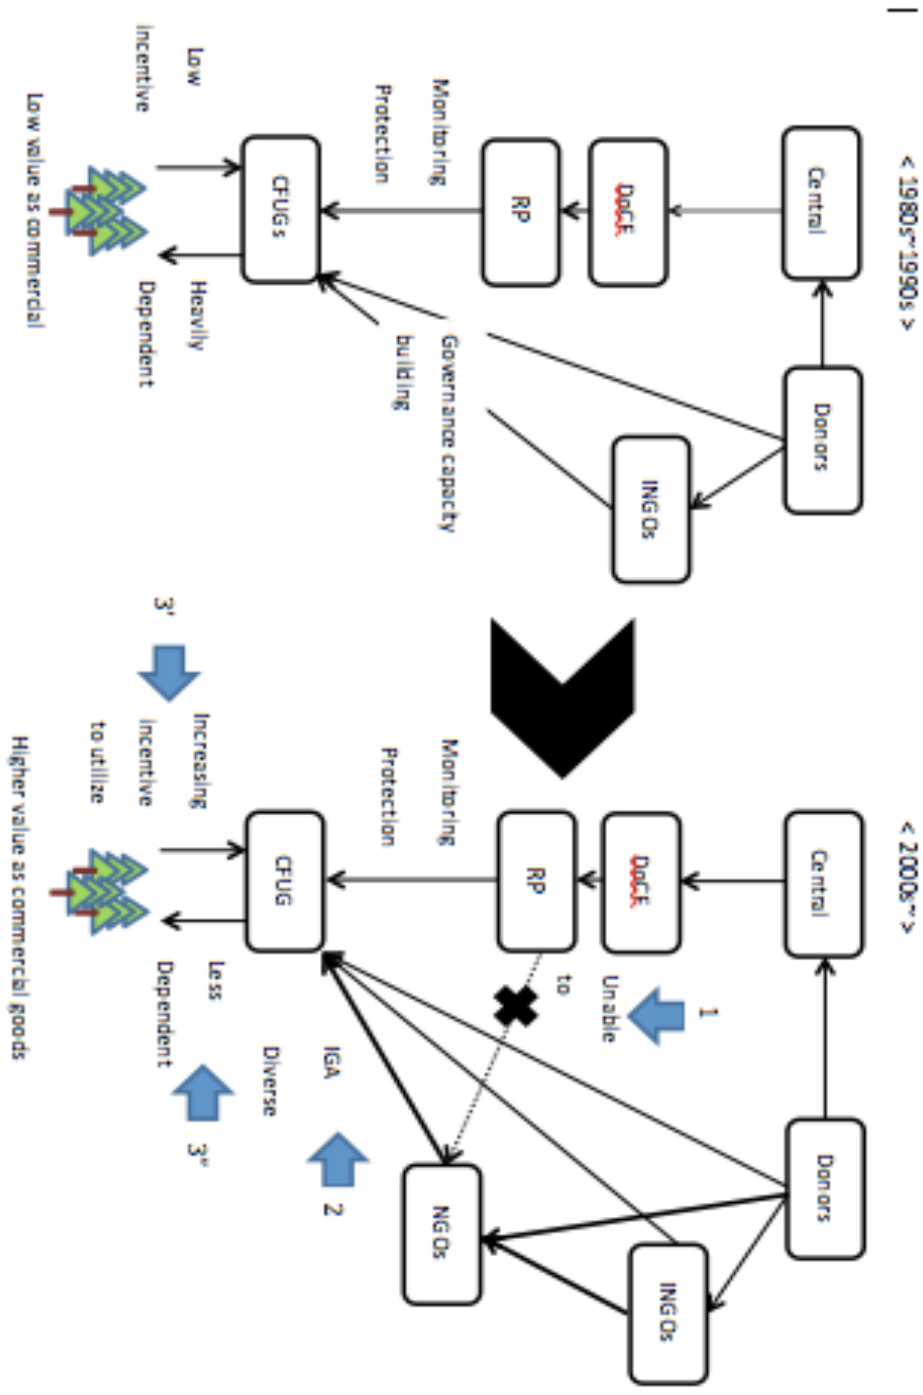 < 1980s~1990s >
Central
Donors
DoCF
INGOs
RP
Monitoring
Protection
Governance capacity
building
CFUGs
Low
incentive
Heavily
Dependent
Low value as commercial
< 2000s~ >
Central
Donors
DoCF
INGOs
1
Unable
to
RP
NGOs
Monitoring
Protection
IGA
Diverse
2
CFUG
3'
Increasing
incentive
to utilize
Less
Dependent
3"
Higher value as commercial goods